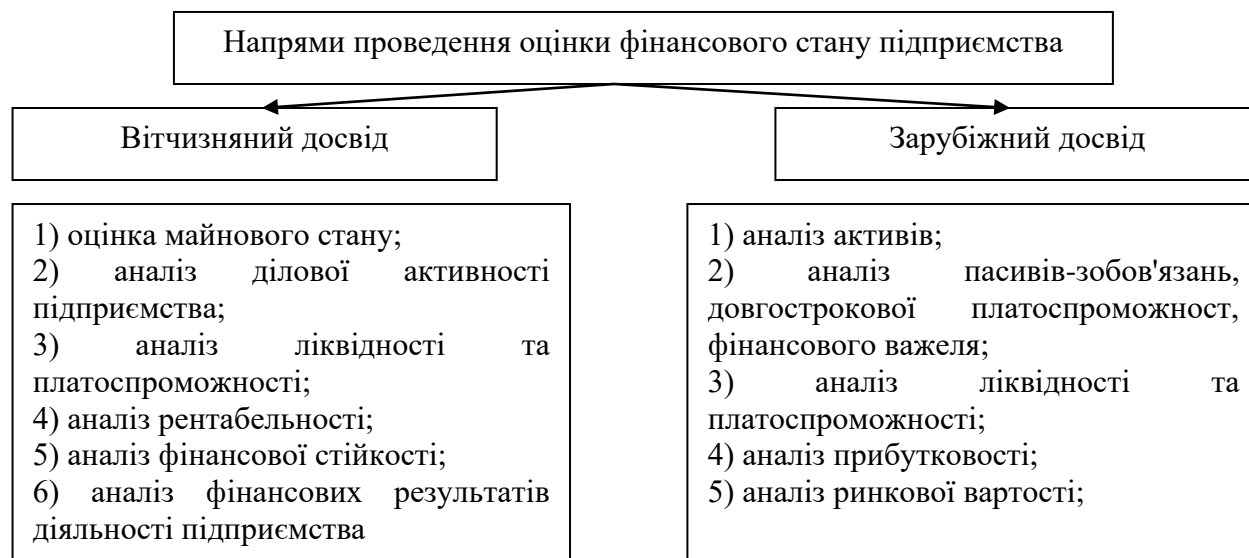 Напрями проведення оцінки фінансового стану підприємства
Вітчизняний досвід
Зарубіжний досвід
1) оцінка майнового стану;
2) аналіз ділової активності
підприємства;
3) аналіз ліквідності та
платоспроможності;
4) аналіз рентабельності;
5) аналіз фінансової стійкості;
6) аналіз фінансових результатів
діяльності підприємства
1) аналіз активів;
2) аналіз пасивів-зобов'язань,
довгострокової платоспроможност,
фінансового важеля;
3) аналіз ліквідності та
платоспроможності;
4) аналіз прибутковості;
5) аналіз ринкової вартості;